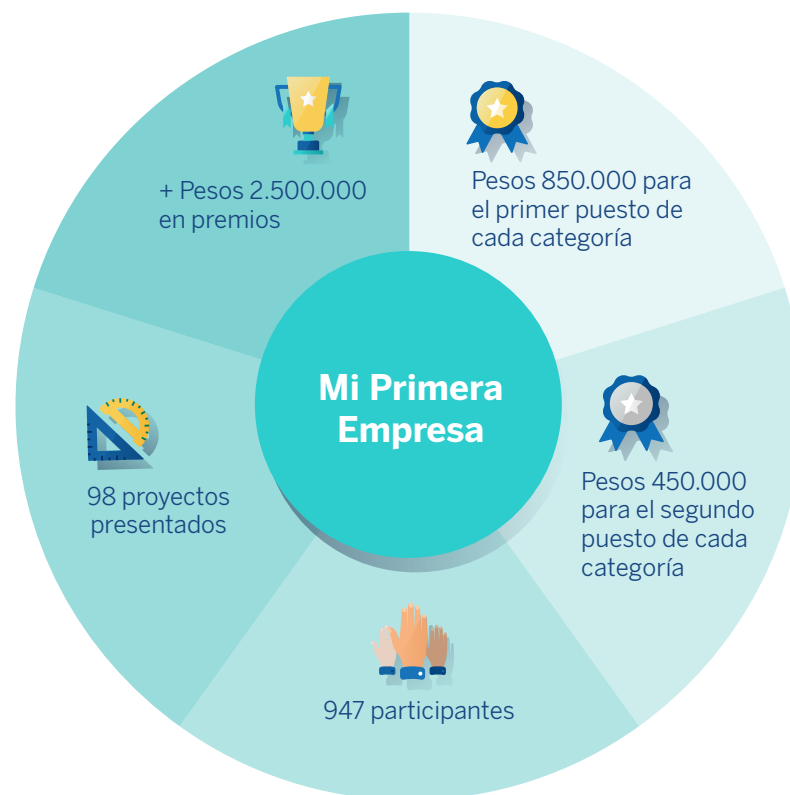 + Pesos 2.500.000
en premios
Pesos 850.000 para
el primer puesto de
cada categoría
Mi Primera
Empresa
98 proyectos
presentados
Pesos 450.000
para el segundo
puesto de cada
categoría
947 participantes